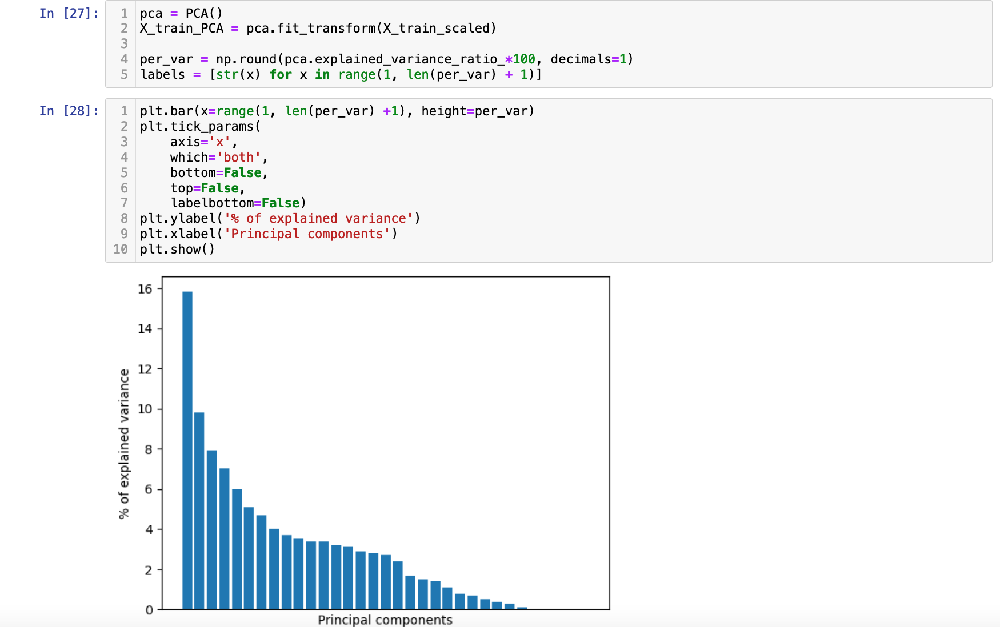 In [27]:
1 pca = PCA()
2 X_train_PCA = pca.fit_transform(X_train_scaled)
3
4 per_var = np.round(pca.explained_variance_ratio_*100, decimals=1)
5 labels = [str(x) for x in range(1, len(per_var) + 1)]
In [28]:
1 plt.bar(x=range(1, len(per_var) +1), height=per_var)
2 plt.tick_params(
3     axis='x',
4     which='both',
5     bottom=False,
6     top=False,
7     labelbottom=False)
8 plt.ylabel('% of explained variance')
9 plt.xlabel('Principal components')
10 plt.show()
16
14
12
10
8
6
4
2
0
% of explained variance
Principal components